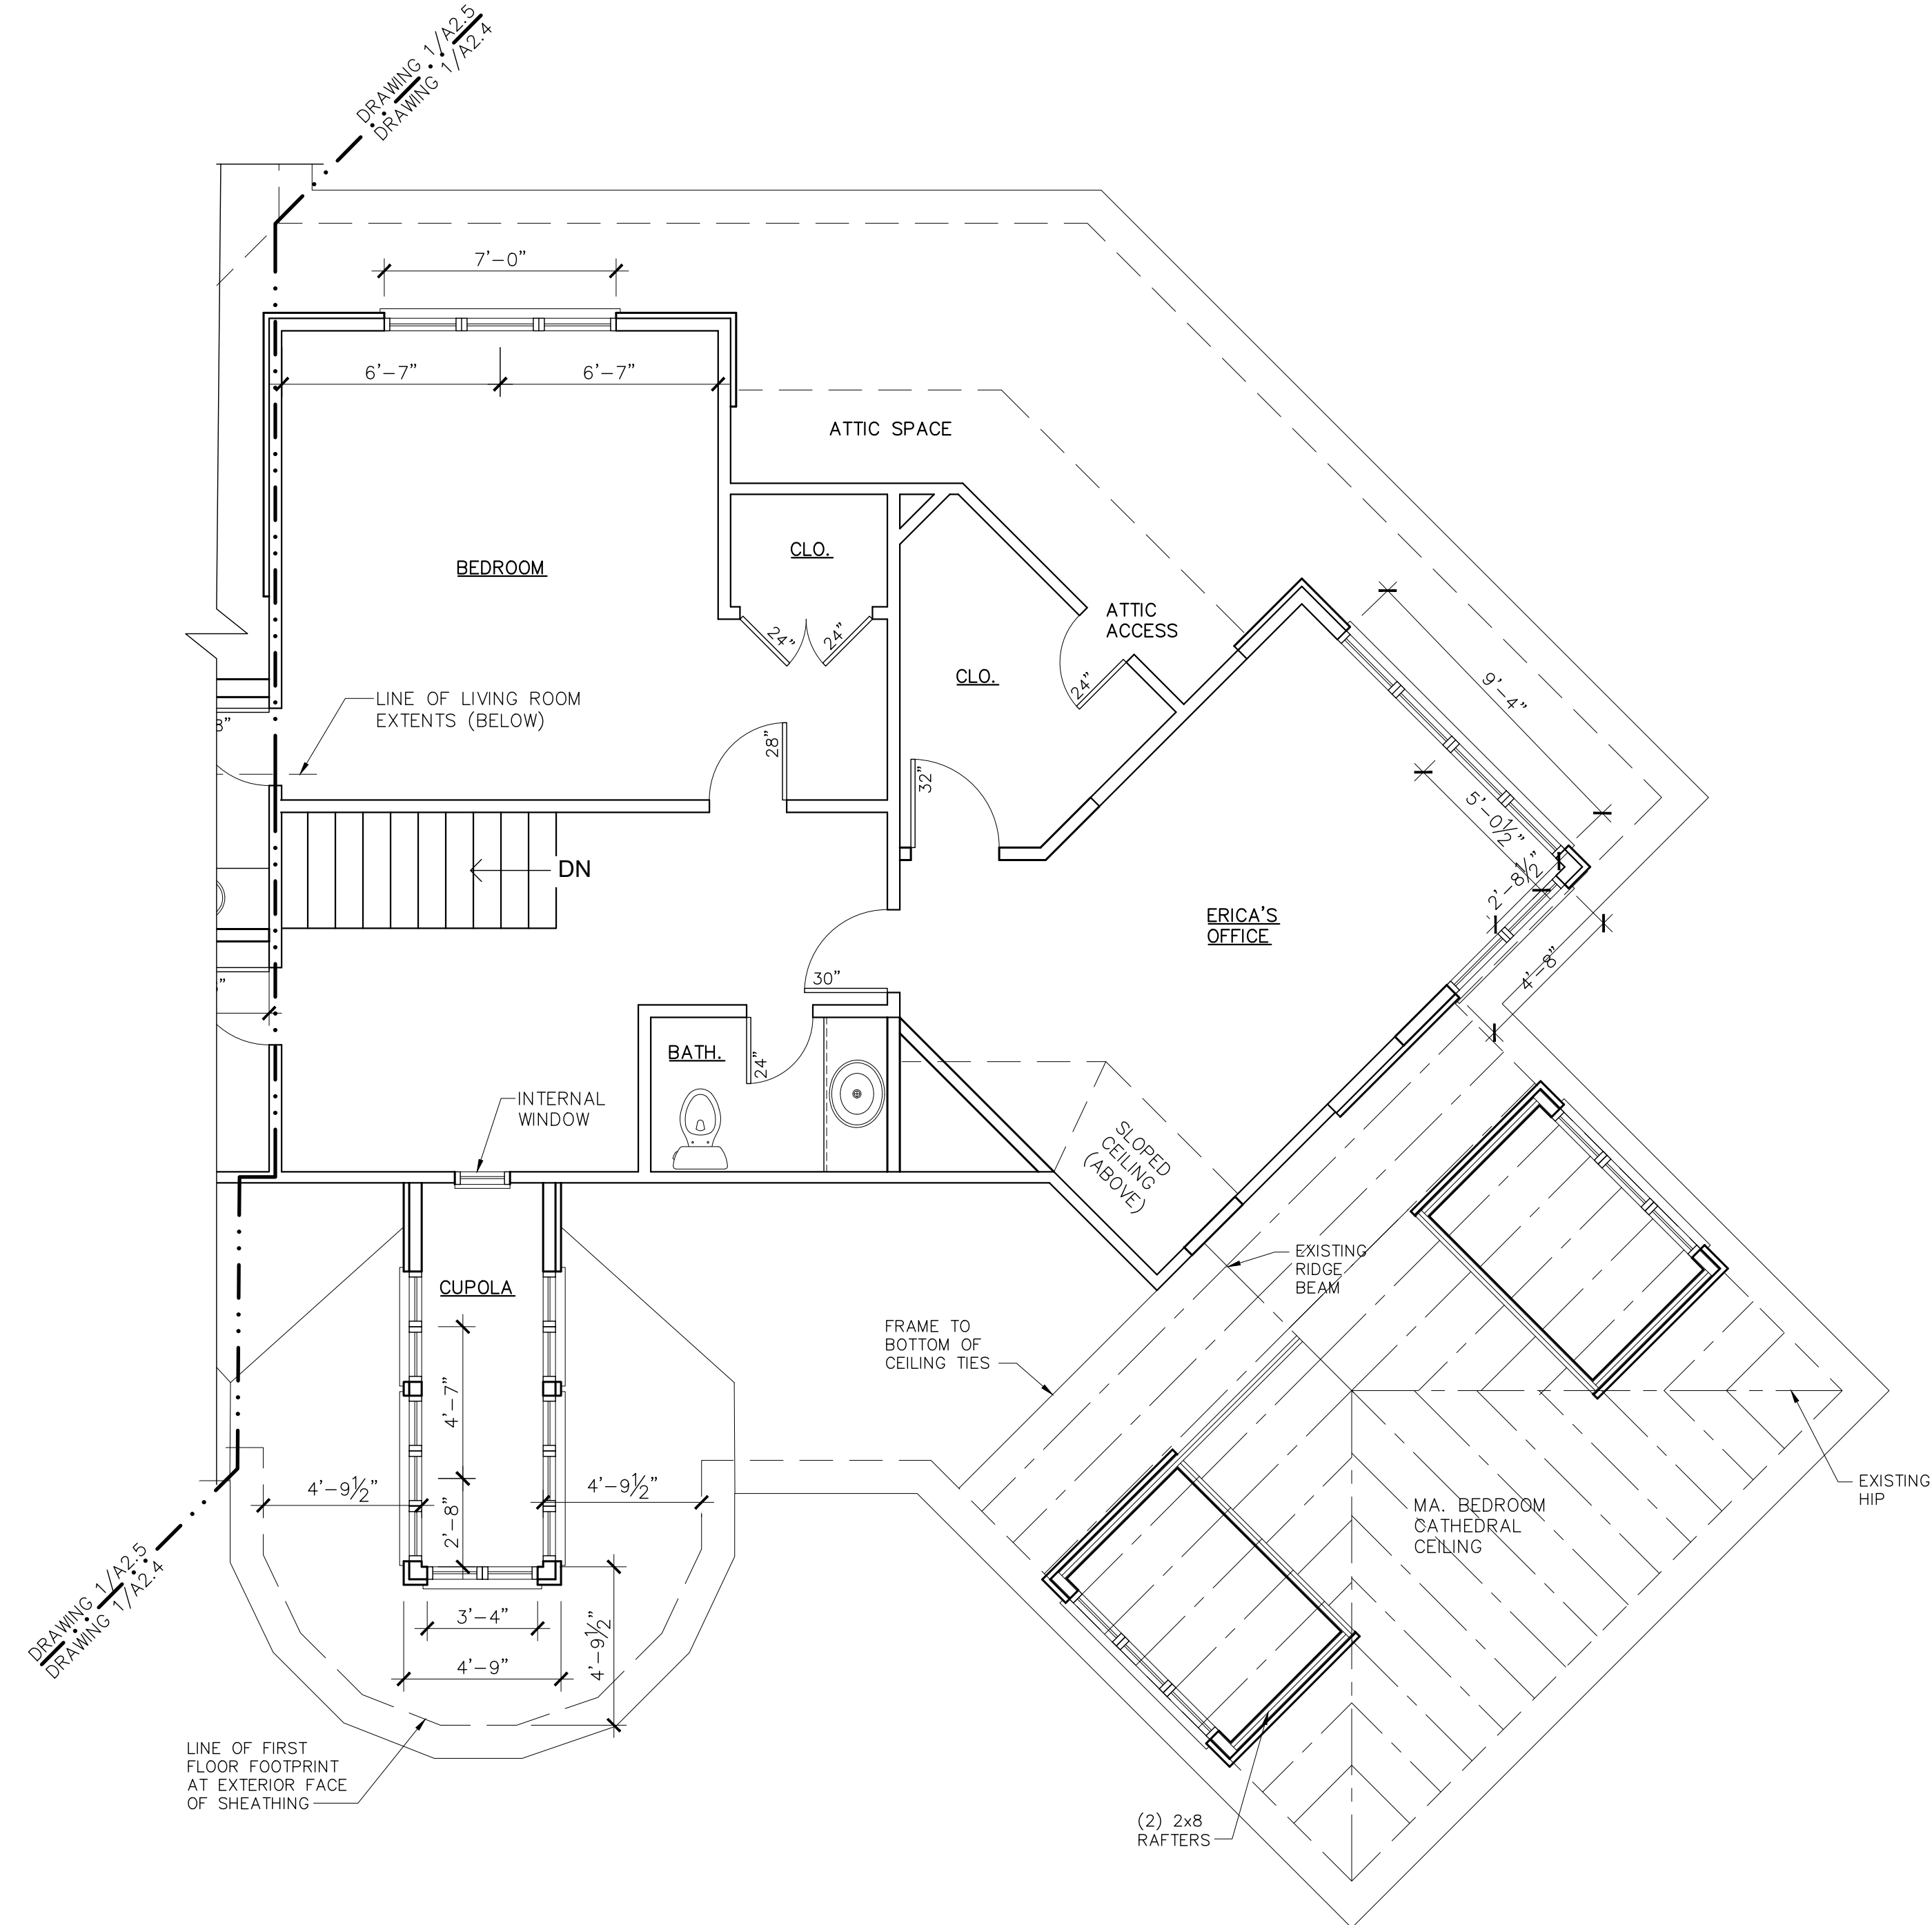 DRAWING 1/A2.5
DRAWING 1/A2.4
7'-0"
6'-7"
6'-7"
ATTIC SPACE
CLO.
BEDROOM
ATTIC
ACCESS
24"
24"
CLO.
24"
9'-4"
LINE OF LIVING ROOM
EXTENTS (BELOW)
8"
28"
32"
5'-0½"
DN
2'-8½"
ERICA'S
OFFICE
4'-8"
30"
"
BATH.
24"
INTERNAL
WINDOW
SLOPED
CEILING
(ABOVE)
EXISTING
RIDGE
BEAM
CUPOLA
FRAME TO
BOTTOM OF
CEILING TIES
4'-7"
4'-9½"
4'-9½"
2'-8"
EXISTING
HIP
MA. BEDROOM
CATHEDRAL
CEILING
DRAWING 1/A2.5
DRAWING 1/A2.4
3'-4"
4'-9½"
4'-9"
LINE OF FIRST
FLOOR FOOTPRINT
AT EXTERIOR FACE
OF SHEATHING
(2) 2x8
RAFTERS